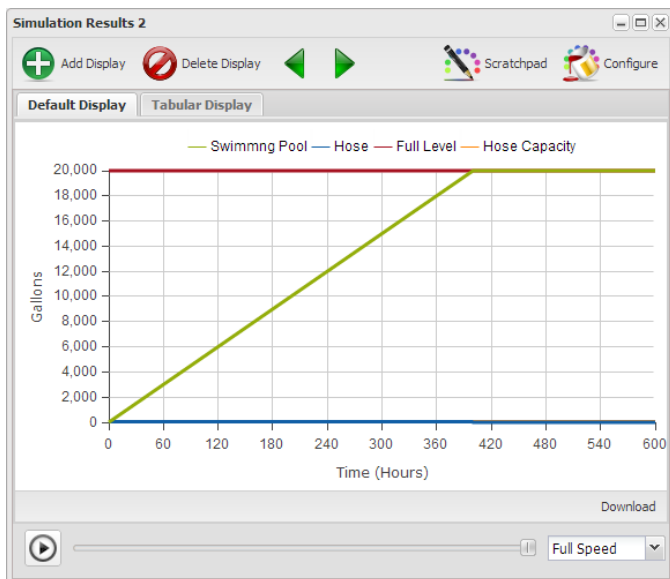 Simulation Results 2
Add Display Delete Display Scratchpad Configure
Default Display Tabular Display
Swimmng Pool Hose Full Level Hose Capacity
20,000
18,000
16,000
14,000
12,000
10,000
8,000
6,000
4,000
2,000
0
Gallons
0 60 120 180 240 300 360 420 480 540 600
Time (Hours)
Download
Full Speed